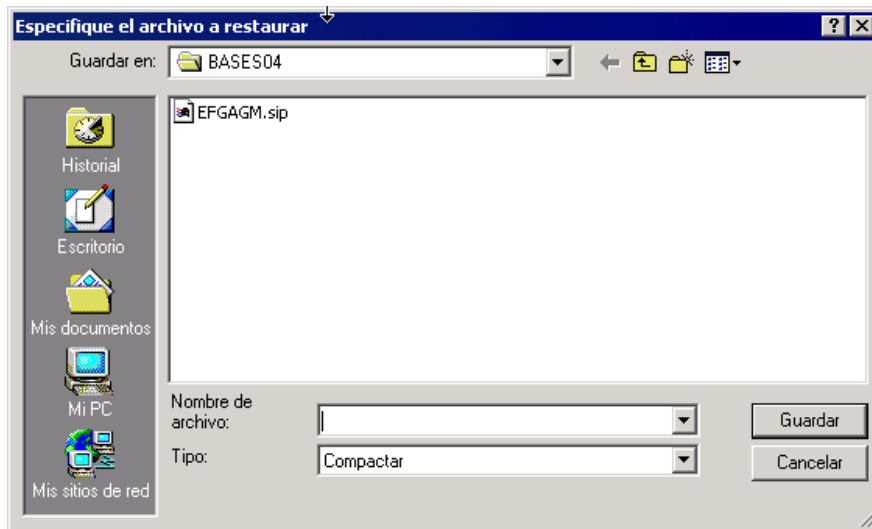 Especifique el archivo a restaurar
Guardar en: BASES04
EFGAGM.sip
Historial
Escritorio
Mis documentos
Mi PC
Mis sitios de red
Nombre de
archivo:
Guardar
Tipo: Compactar
Cancelar